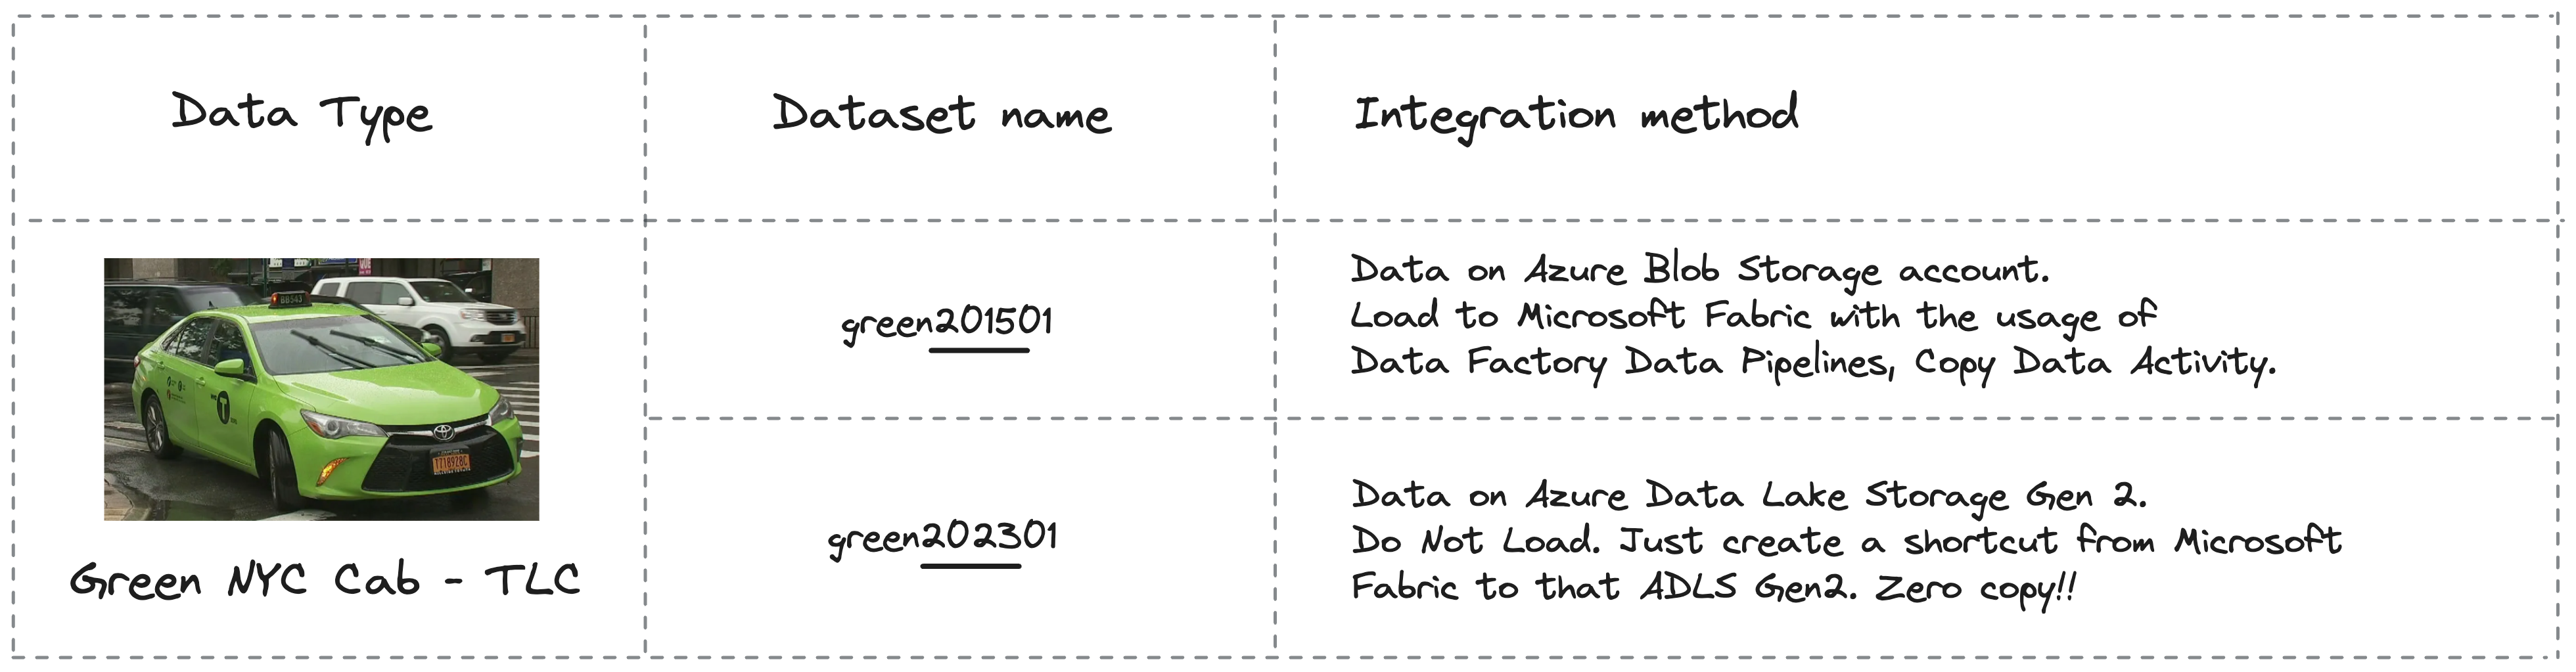 Data Type
Dataset name
Integration method
BB543
T
Green NYC Cab - TLC
green201501
Data on Azure Blob Storage account.
Load to Microsoft Fabric with the usage of
Data Factory Data Pipelines, Copy Data Activity.
green202301
Data on Azure Data Lake Storage Gen 2.
Do Not Load. Just create a shortcut from Microsoft
Fabric to that ADLS Gen2. Zero copy!!